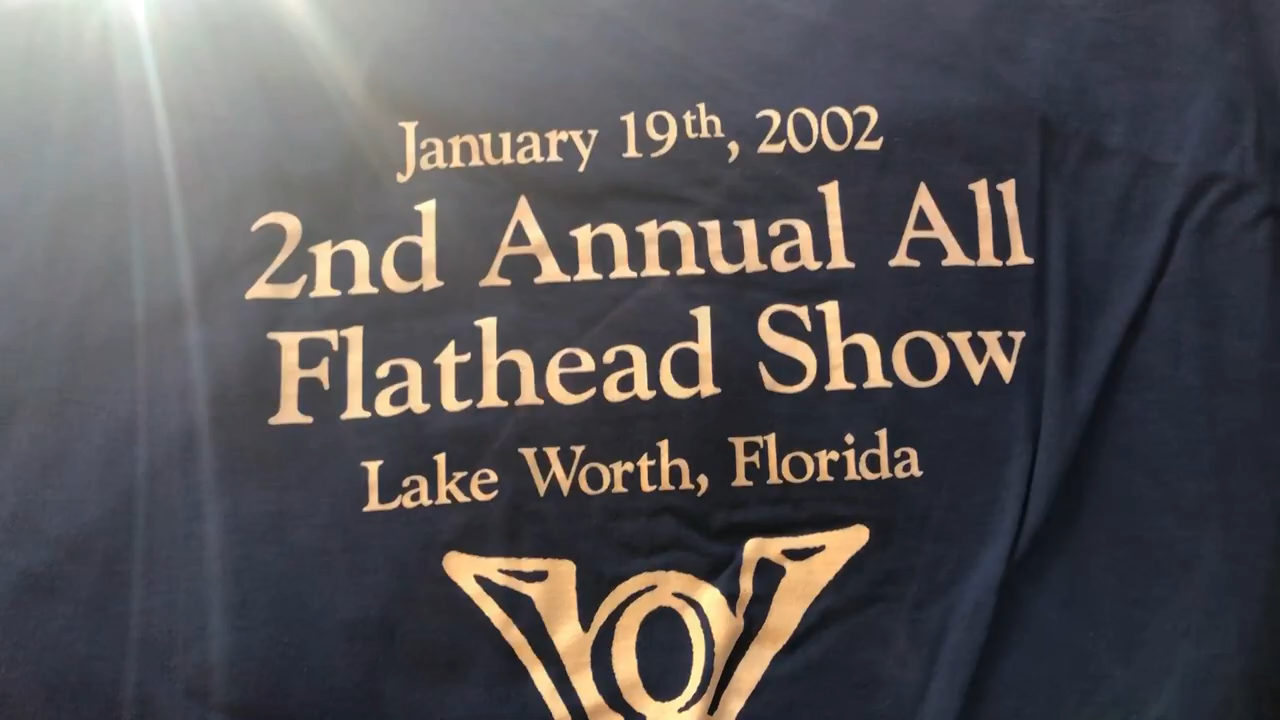 January 19th, 2002
2nd Annual All
Flathead Show
Lake Worth, Florida